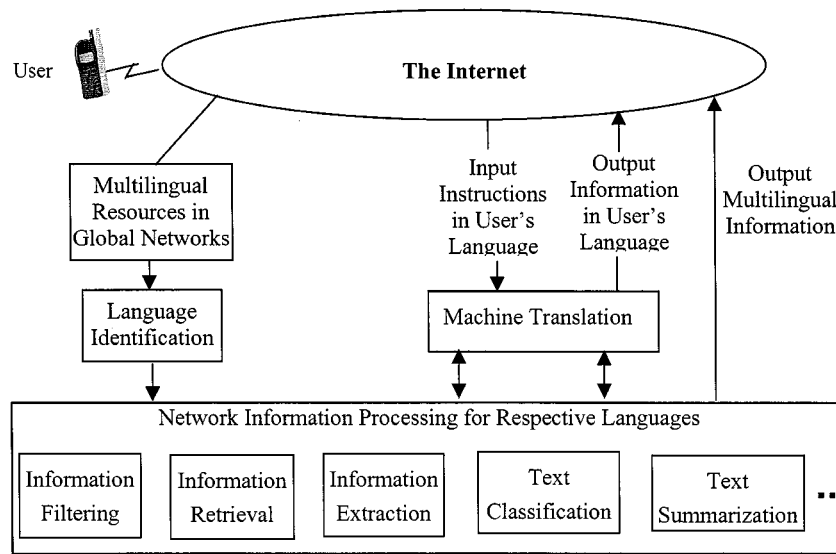 User
The Internet
Multilingual
Resources in
Global Networks
Input
Instructions
in User's
Language
Output
Information
in User's
Language
Output
Multilingual
Information
Language
Identification
Machine Translation
Network Information Processing for Respective Languages
Information
Filtering
Information
Retrieval
Information
Extraction
Text
Classification
Text
Summarization
...